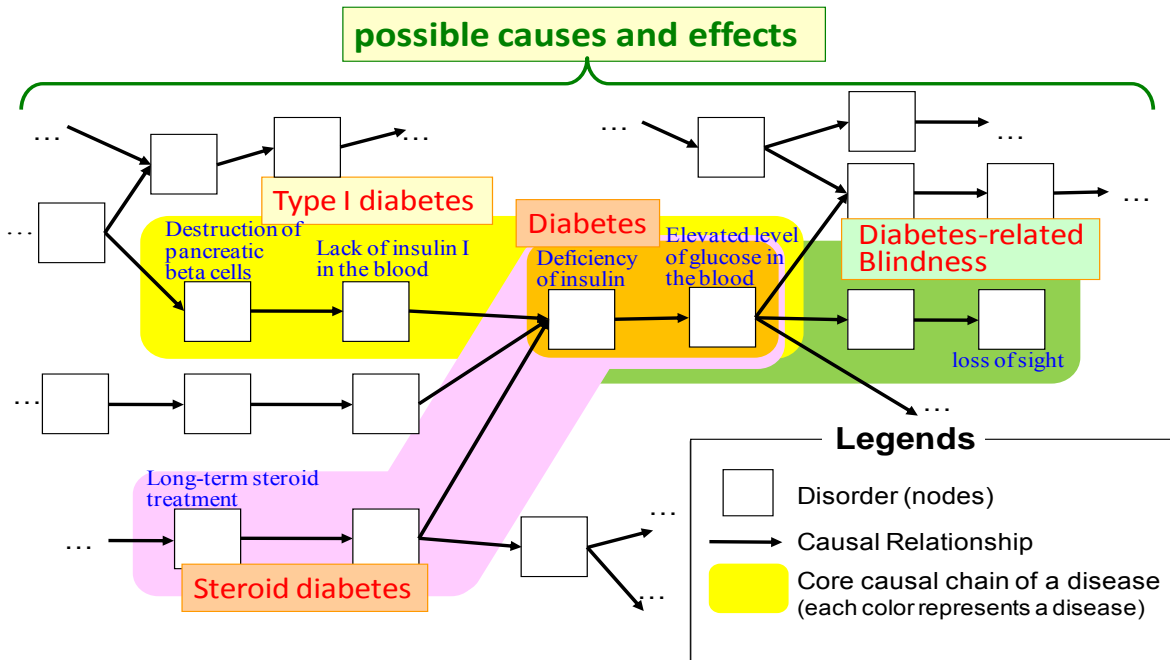 possible causes and effects
...
...
...
...
Type I diabetes
Diabetes
...
...
Destruction of
pancreatic
beta cells
Lack of insulin I
in the blood
Deficiency
of insulin
Elevated level
of glucose in
the blood
Diabetes-related
Blindness
loss of sight
...
...
Long-term steroid
treatment
...
Steroid diabetes
...
...
Legends
Disorder (nodes)
Causal Relationship
Core causal chain of a disease
(each color represents a disease)